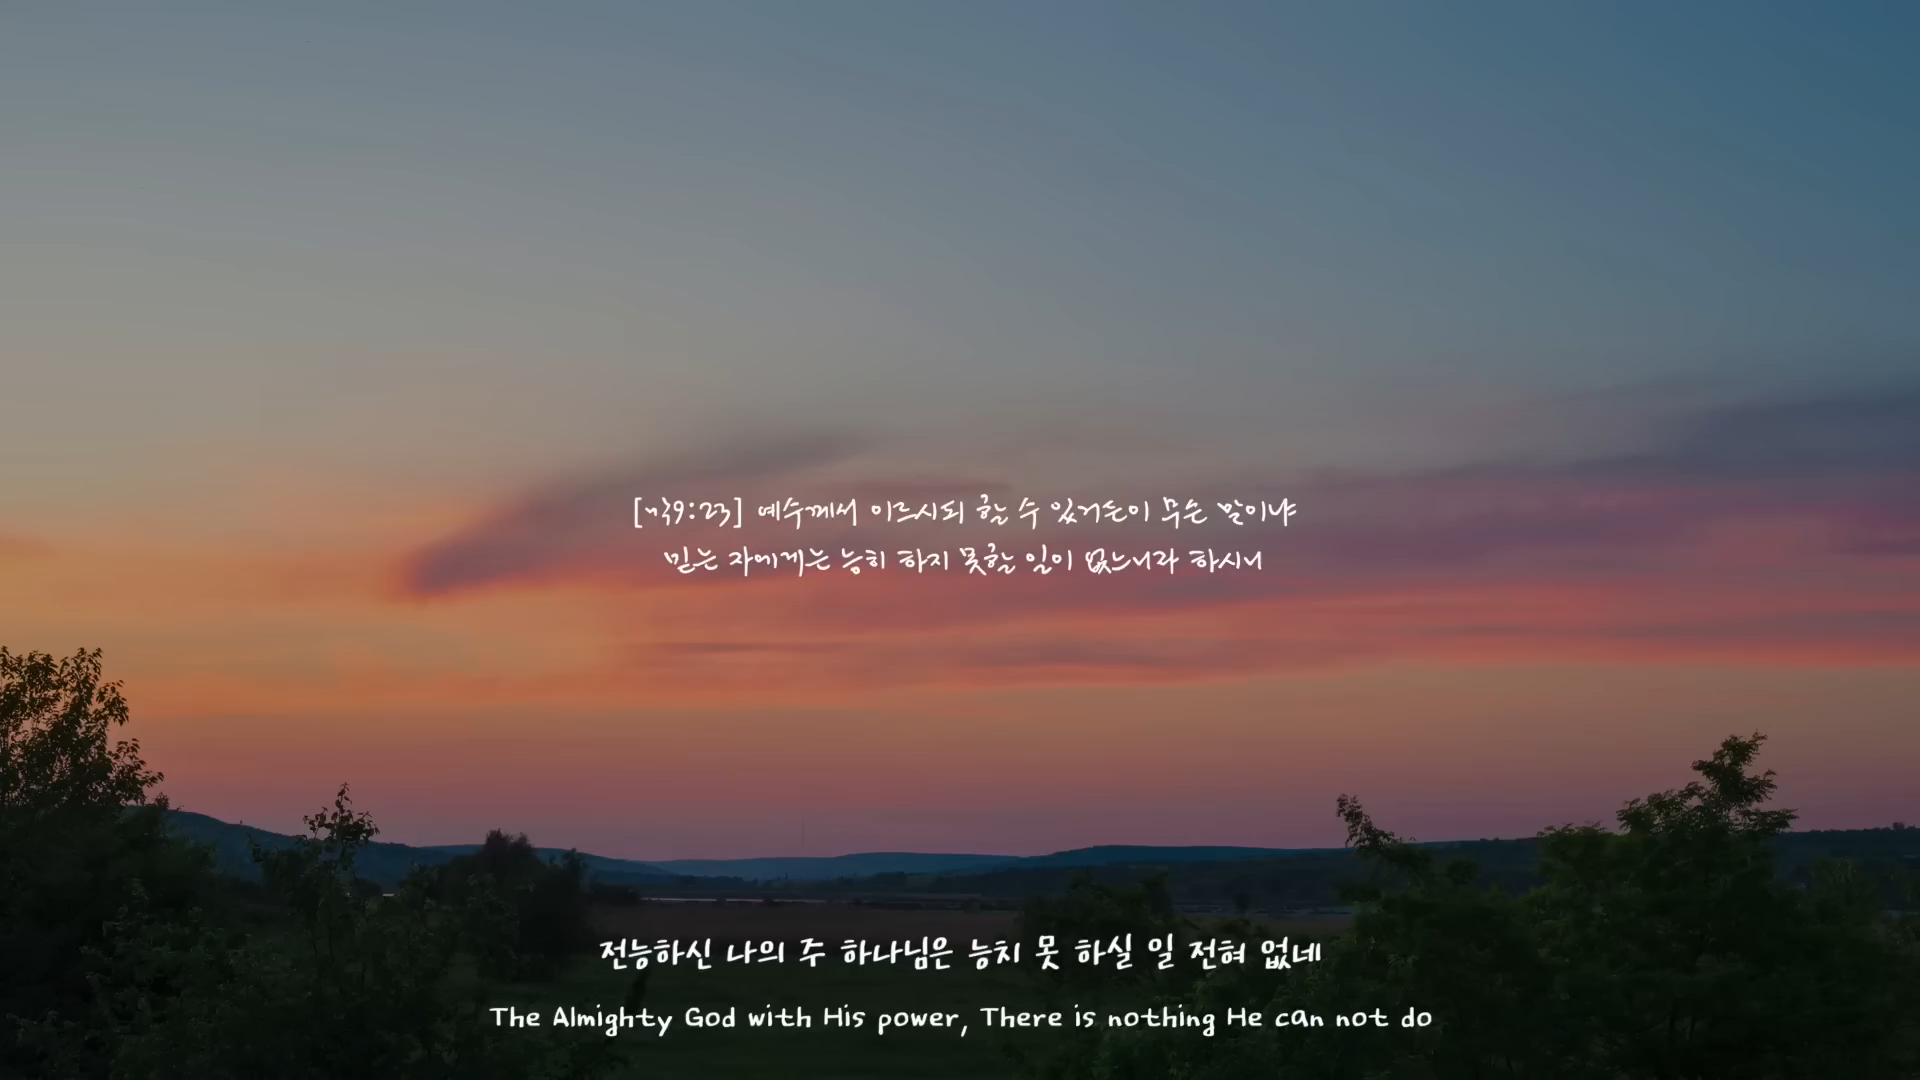 [막9:23] 예수께서 이르시되 할 수 있거든이 무슨 말이냐
믿는 자에게는 능히 하지 못할 일이 없느니라 하시니
전능하신 나의 주 하나님은 능치 못 하실 일 전혀 없네
The Almighty God with His power, There is nothing He can not do